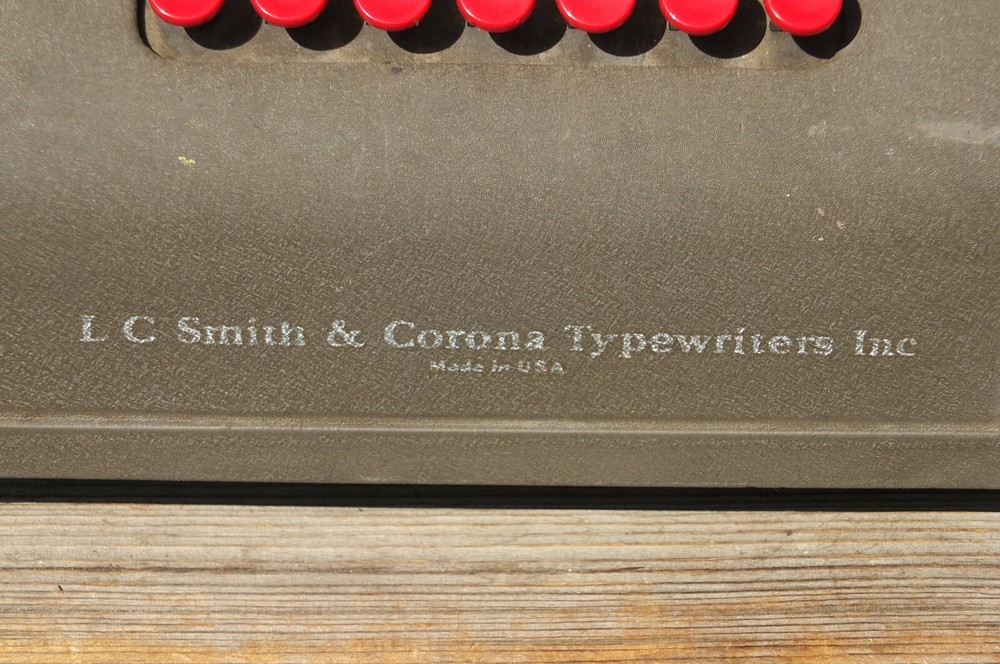 L C Smith & Corona Typewriters Inc
Made in USA